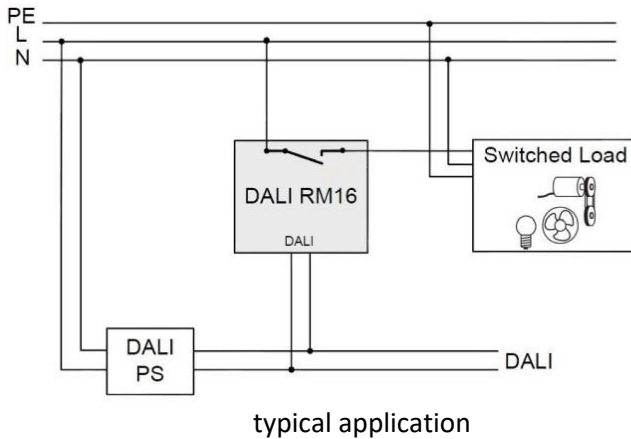 PE
L
N
Switched Load
DALI RM16
DALI
DALI
PS
DALI
typical application